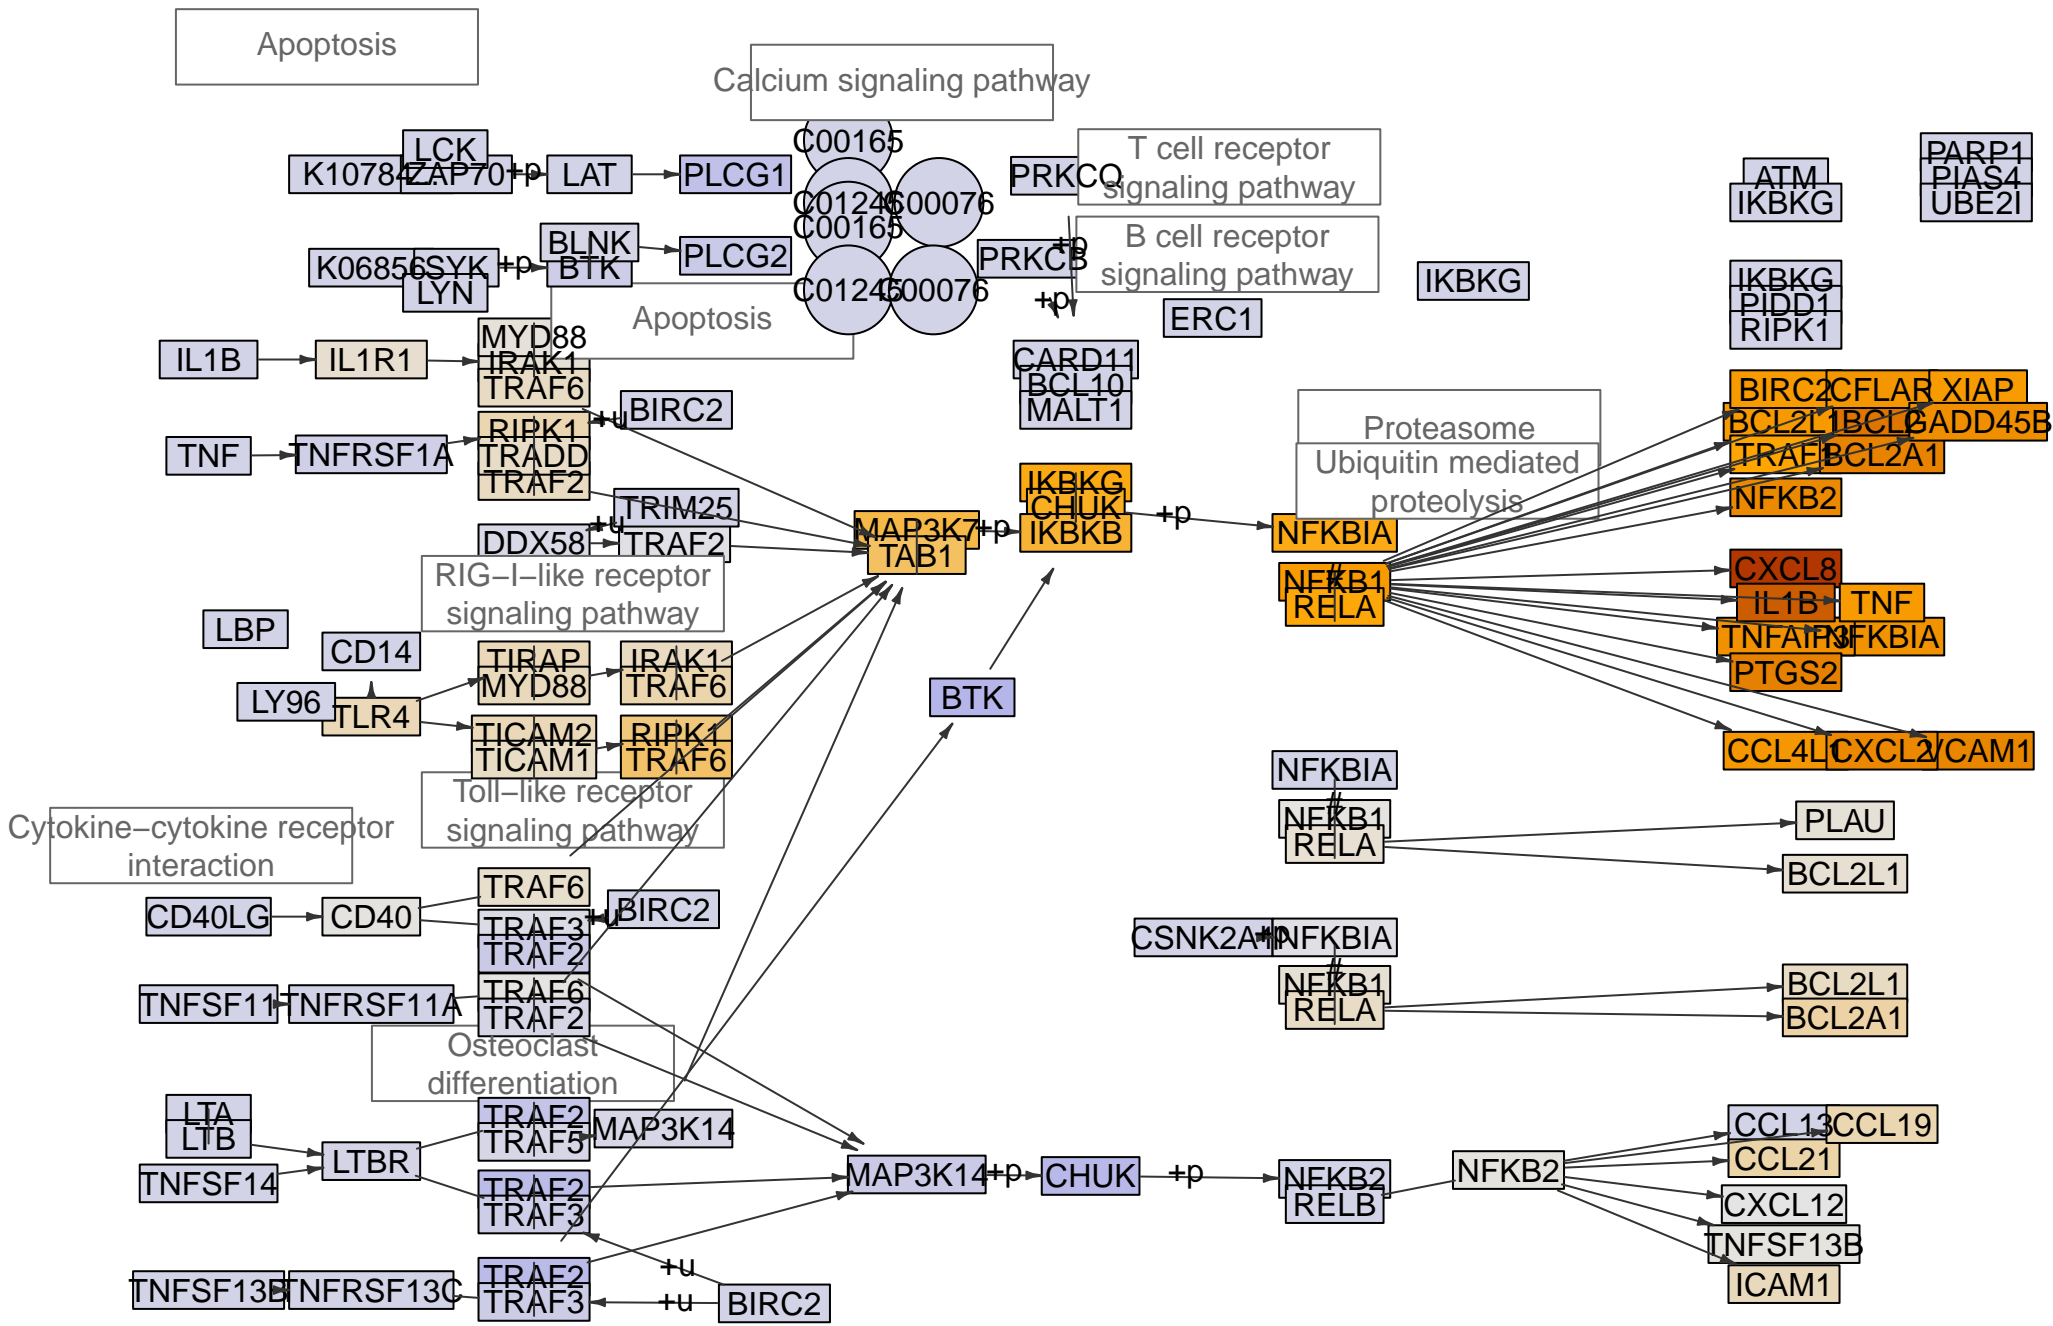 Apoptosis
Calcium signaling pathway
C00165
LCK
K10784
ZAP70
+p
LAT
PLCG1
PRKCQ
T cell receptor
signaling pathway
ATM
IKBKG
PARP1
PIAS4
UBE2I
C01246
C00076
C00165
BLNK
BTK
PLCG2
K06856
SYK
+p
LYN
C01245
C00076
PRKCB
+p
+p
B cell receptor
signaling pathway
IKBKG
IKBKG
PIDD1
RIPK1
ERC1
Apoptosis
IL1B
IL1R1
MYD88
IRAK1
TRAF6
CARD11
BCL10
MALT1
BIRC2
+u
TNF
TNFRSF1A
RIPK1
TRADD
TRAF2
Proteasome
Ubiquitin mediated
proteolysis
BIRC2
CFLAR
XIAP
BCL2L1
BCL2
GADD45B
TRAF1
BCL2A1
NFKB2
TRIM25
+u
DDX58
TRAF2
MAP3K7
TAB1
+p
IKBKG
CHUK
IKBKB
+p
NFKBIA
NFKB1
RELA
CXCL8
IL1B
TNF
TNFAIP3
NFKBIA
PTGS2
RIG−I−like receptor
signaling pathway
LBP
CD14
LY96
TLR4
TIRAP
MYD88
IRAK1
TRAF6
TICAM2
TICAM1
RIPK1
TRAF6
BTK
CCL4L1
CXCL2
VCAM1
Toll−like receptor
signaling pathway
NFKBIA
NFKB1
RELA
PLAU
BCL2L1
Cytokine−cytokine receptor
interaction
CD40LG
CD40
TRAF6
TRAF3
TRAF2
+u
BIRC2
CSNK2A1
+p
NFKBIA
NFKB1
RELA
BCL2L1
BCL2A1
TNFSF11
TNFRSF11A
TRAF6
TRAF2
Osteoclast
differentiation
LTA
LTB
TNFSF14
LTBR
TRAF2
TRAF5
MAP3K14
TRAF2
TRAF3
MAP3K14
+p
CHUK
+p
NFKB2
RELB
NFKB2
CCL13
CCL19
CCL21
CXCL12
TNFSF13B
ICAM1
TNFSF13B
TNFRSF13C
TRAF2
TRAF3
+u
+u
BIRC2